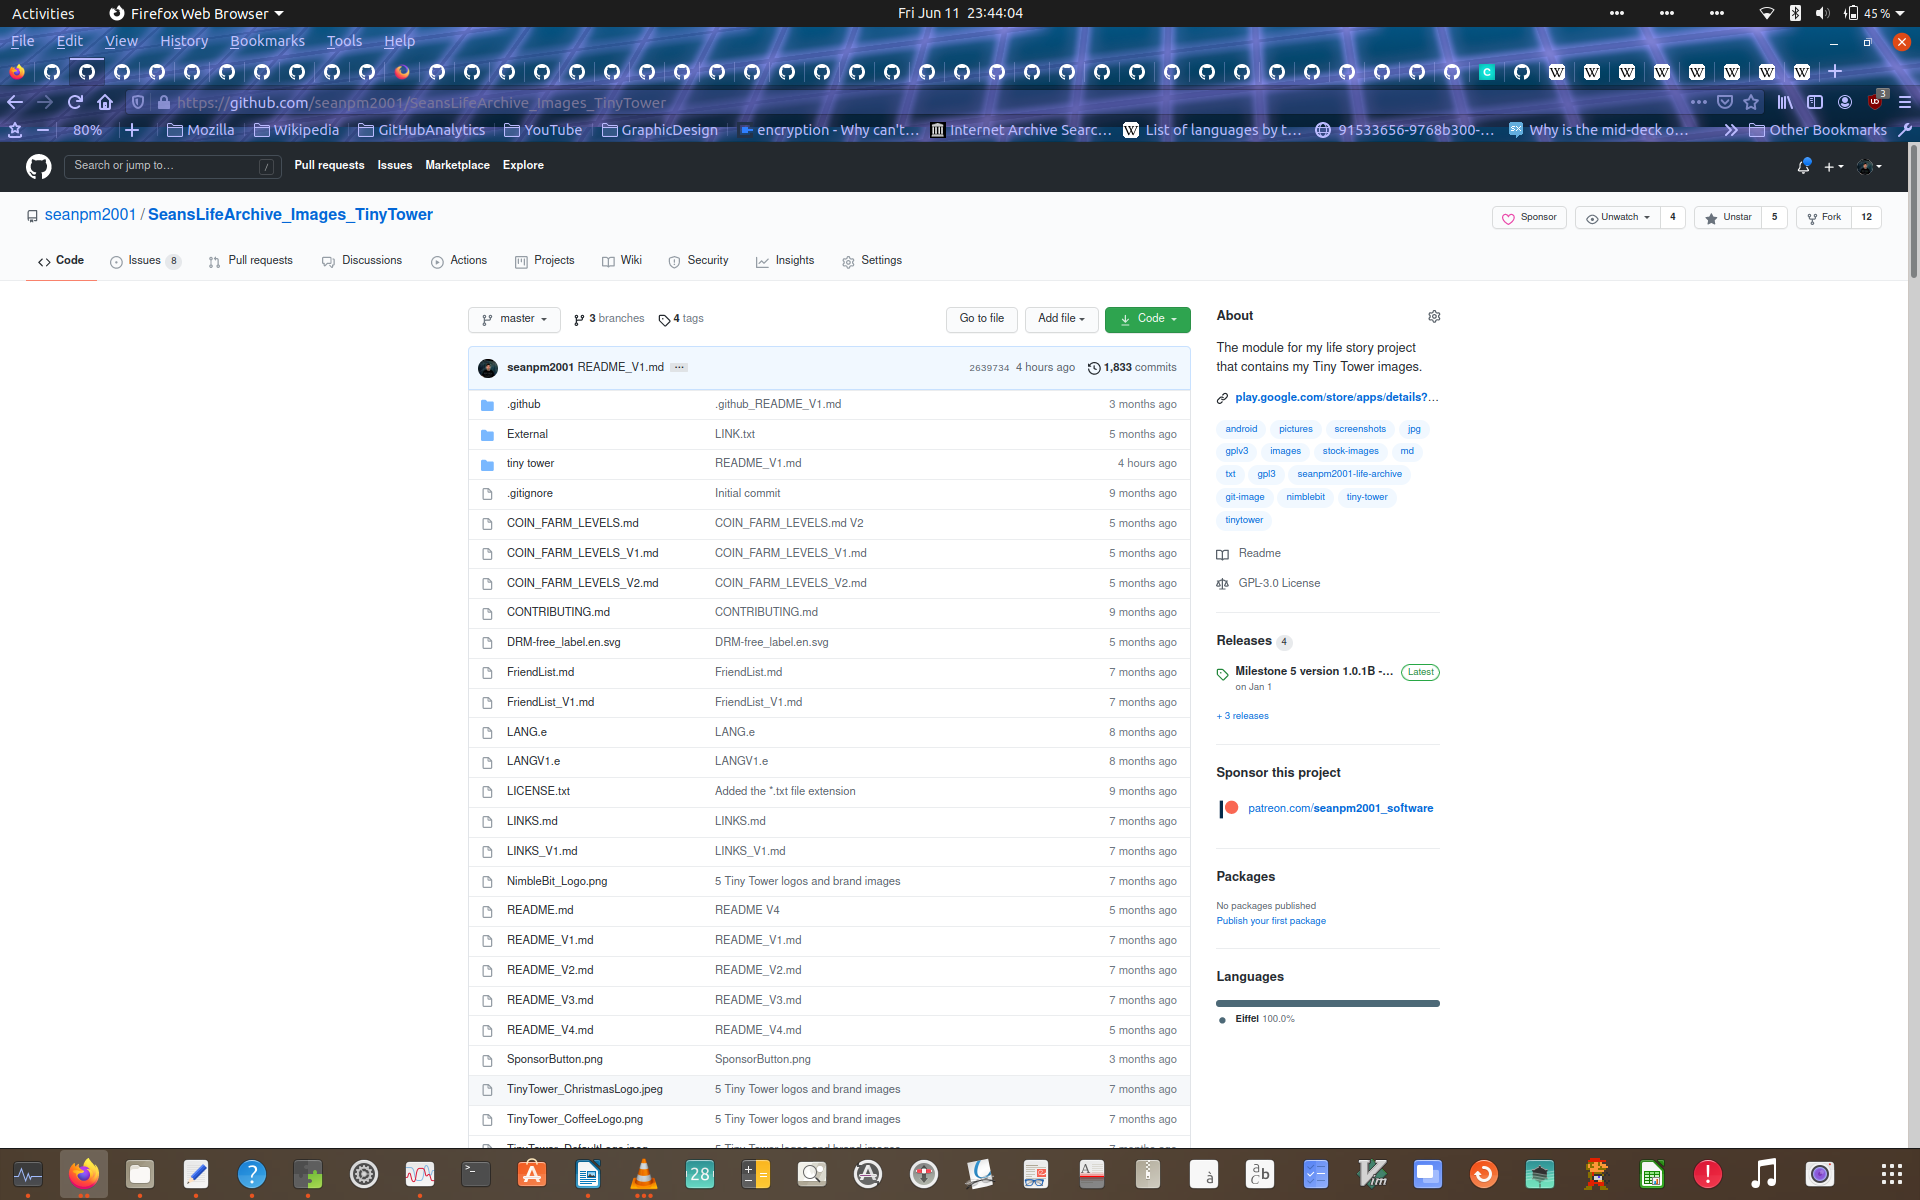 Activities Firefox Web Browser Fri Jun 11 23:44:04 45 %
File Edit View History Bookmarks Tools Help
https://github.com/seanpm2001/SeansLifeArchive_Images_TinyTower 3
80% Mozilla Wikipedia GitHubAnalytics YouTube GraphicDesign encryption - Why can't… Internet Archive Searc… List of languages by t… 91533656-9768b300-… Why is the mid-deck o… Other Bookmarks
Search or jump to… / Pull requests Issues Marketplace Explore
seanpm2001 / SeansLifeArchive_Images_TinyTower Sponsor Unwatch 4 Unstar 5 Fork 12
Code Issues 8 Pull requests Discussions Actions Projects Wiki Security Insights Settings
master 3 branches 4 tags Go to file Add file Code
seanpm2001 README_V1.md ... 2639734 4 hours ago 1,833 commits
.github .github_README_V1.md 3 months ago
External LINK.txt 5 months ago
tiny tower README_V1.md 4 hours ago
.gitignore Initial commit 9 months ago
COIN_FARM_LEVELS.md COIN_FARM_LEVELS.md V2 5 months ago
COIN_FARM_LEVELS_V1.md COIN_FARM_LEVELS_V1.md 5 months ago
COIN_FARM_LEVELS_V2.md COIN_FARM_LEVELS_V2.md 5 months ago
CONTRIBUTING.md CONTRIBUTING.md 9 months ago
DRM-free_label.en.svg DRM-free_label.en.svg 5 months ago
FriendList.md FriendList.md 7 months ago
FriendList_V1.md FriendList_V1.md 7 months ago
LANG.e LANG.e 8 months ago
LANGV1.e LANGV1.e 8 months ago
LICENSE.txt Added the *.txt file extension 9 months ago
LINKS.md LINKS.md 7 months ago
LINKS_V1.md LINKS_V1.md 7 months ago
NimbleBit_Logo.png 5 Tiny Tower logos and brand images 7 months ago
README.md README V4 5 months ago
README_V1.md README_V1.md 7 months ago
README_V2.md README_V2.md 7 months ago
README_V3.md README_V3.md 7 months ago
README_V4.md README_V4.md 5 months ago
SponsorButton.png SponsorButton.png 3 months ago
TinyTower_ChristmasLogo.jpeg 5 Tiny Tower logos and brand images 7 months ago
TinyTower_CoffeeLogo.png 5 Tiny Tower logos and brand images 7 months ago
About
The module for my life story project
that contains my Tiny Tower images.
play.google.com/store/apps/details?…
android pictures screenshots jpg
gplv3 images stock-images md
txt gpl3 seanpm2001-life-archive
git-image nimblebit tiny-tower
tinytower
Readme
GPL-3.0 License
Releases 4
Milestone 5 version 1.0.1B -… Latest
on Jan 1
+ 3 releases
Sponsor this project
patreon.com/seanpm2001_software
Packages
No packages published
Publish your first package
Languages
Eiffel 100.0%
28